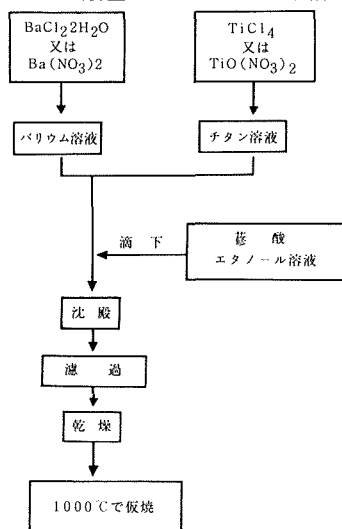 BaCl₂2H₂O
又は
Ba(NO₃)2
TiCl₄
又は
TiO(NO₃)₂
バリウム溶液
チタン溶液
滴下
蓚酸
エタノール溶液
沈殿
濾過
乾燥
1000℃で仮焼